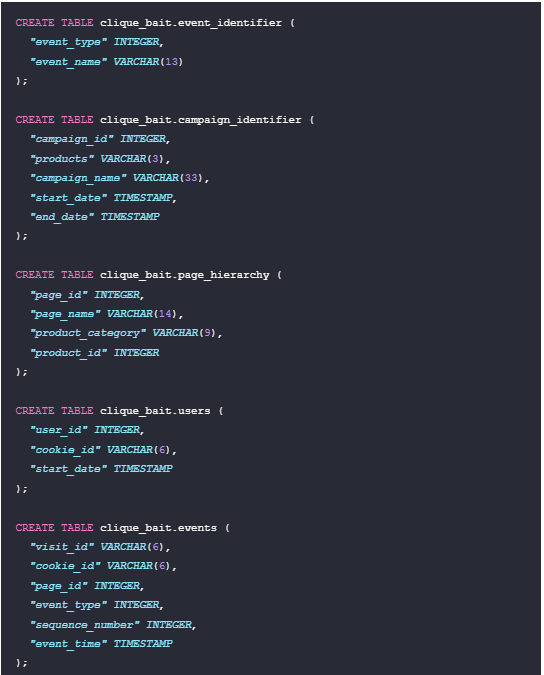 CREATE TABLE clique_bait.event_identifier (
"event_type" INTEGER,
"event_name" VARCHAR(13)
);
CREATE TABLE clique_bait.campaign_identifier (
"campaign_id" INTEGER,
"products" VARCHAR(3),
"campaign_name" VARCHAR(33),
"start_date" TIMESTAMP,
"end_date" TIMESTAMP
);
CREATE TABLE clique_bait.page_hierarchy (
"page_id" INTEGER,
"page_name" VARCHAR(14),
"product_category" VARCHAR(9),
"product_id" INTEGER
);
CREATE TABLE clique_bait.users (
"user_id" INTEGER,
"cookie_id" VARCHAR(6),
"start_date" TIMESTAMP
);
CREATE TABLE clique_bait.events (
"visit_id" VARCHAR(6),
"cookie_id" VARCHAR(6),
"page_id" INTEGER,
"event_type" INTEGER,
"sequence_number" INTEGER,
"event_time" TIMESTAMP
);